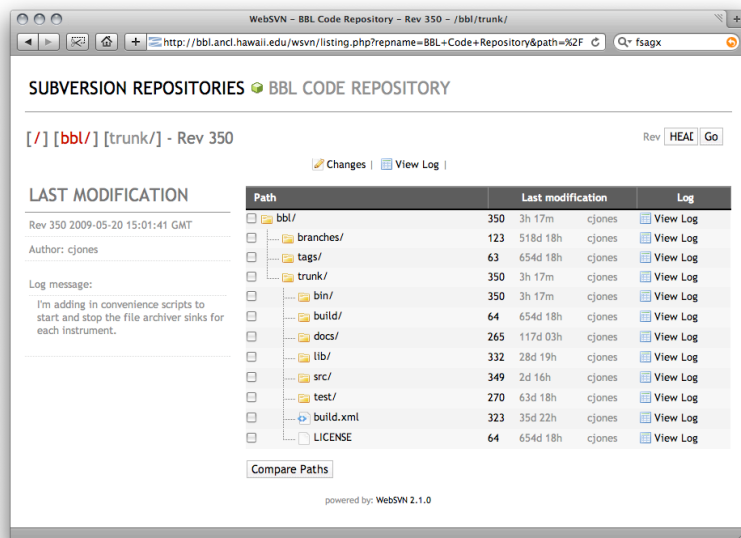 WebSVN – BBL Code Repository – Rev 350 – /bbl/trunk/
http://bbl.ancl.hawaii.edu/wsvn/listing.php?repname=BBL+Code+Repository&path=%2F fsagx
SUBVERSION REPOSITORIES BBL CODE REPOSITORY
[/] [bbl/] [trunk/] - Rev 350 Rev HEAD Go
Changes | View Log |
LAST MODIFICATION
Rev 350 2009-05-20 15:01:41 GMT
Author: cjones
Log message:
I'm adding in convenience scripts to
start and stop the file archiver sinks for
each instrument.
Path Last modification Log
bbl/ 350 3h 17m cjones View Log
branches/ 123 518d 18h cjones View Log
tags/ 63 654d 18h cjones View Log
trunk/ 350 3h 17m cjones View Log
bin/ 350 3h 17m cjones View Log
build/ 64 654d 18h cjones View Log
docs/ 265 117d 03h cjones View Log
lib/ 332 28d 19h cjones View Log
src/ 349 2d 16h cjones View Log
test/ 270 63d 18h cjones View Log
build.xml 323 35d 22h cjones View Log
LICENSE 64 654d 18h cjones View Log
Compare Paths
powered by: WebSVN 2.1.0